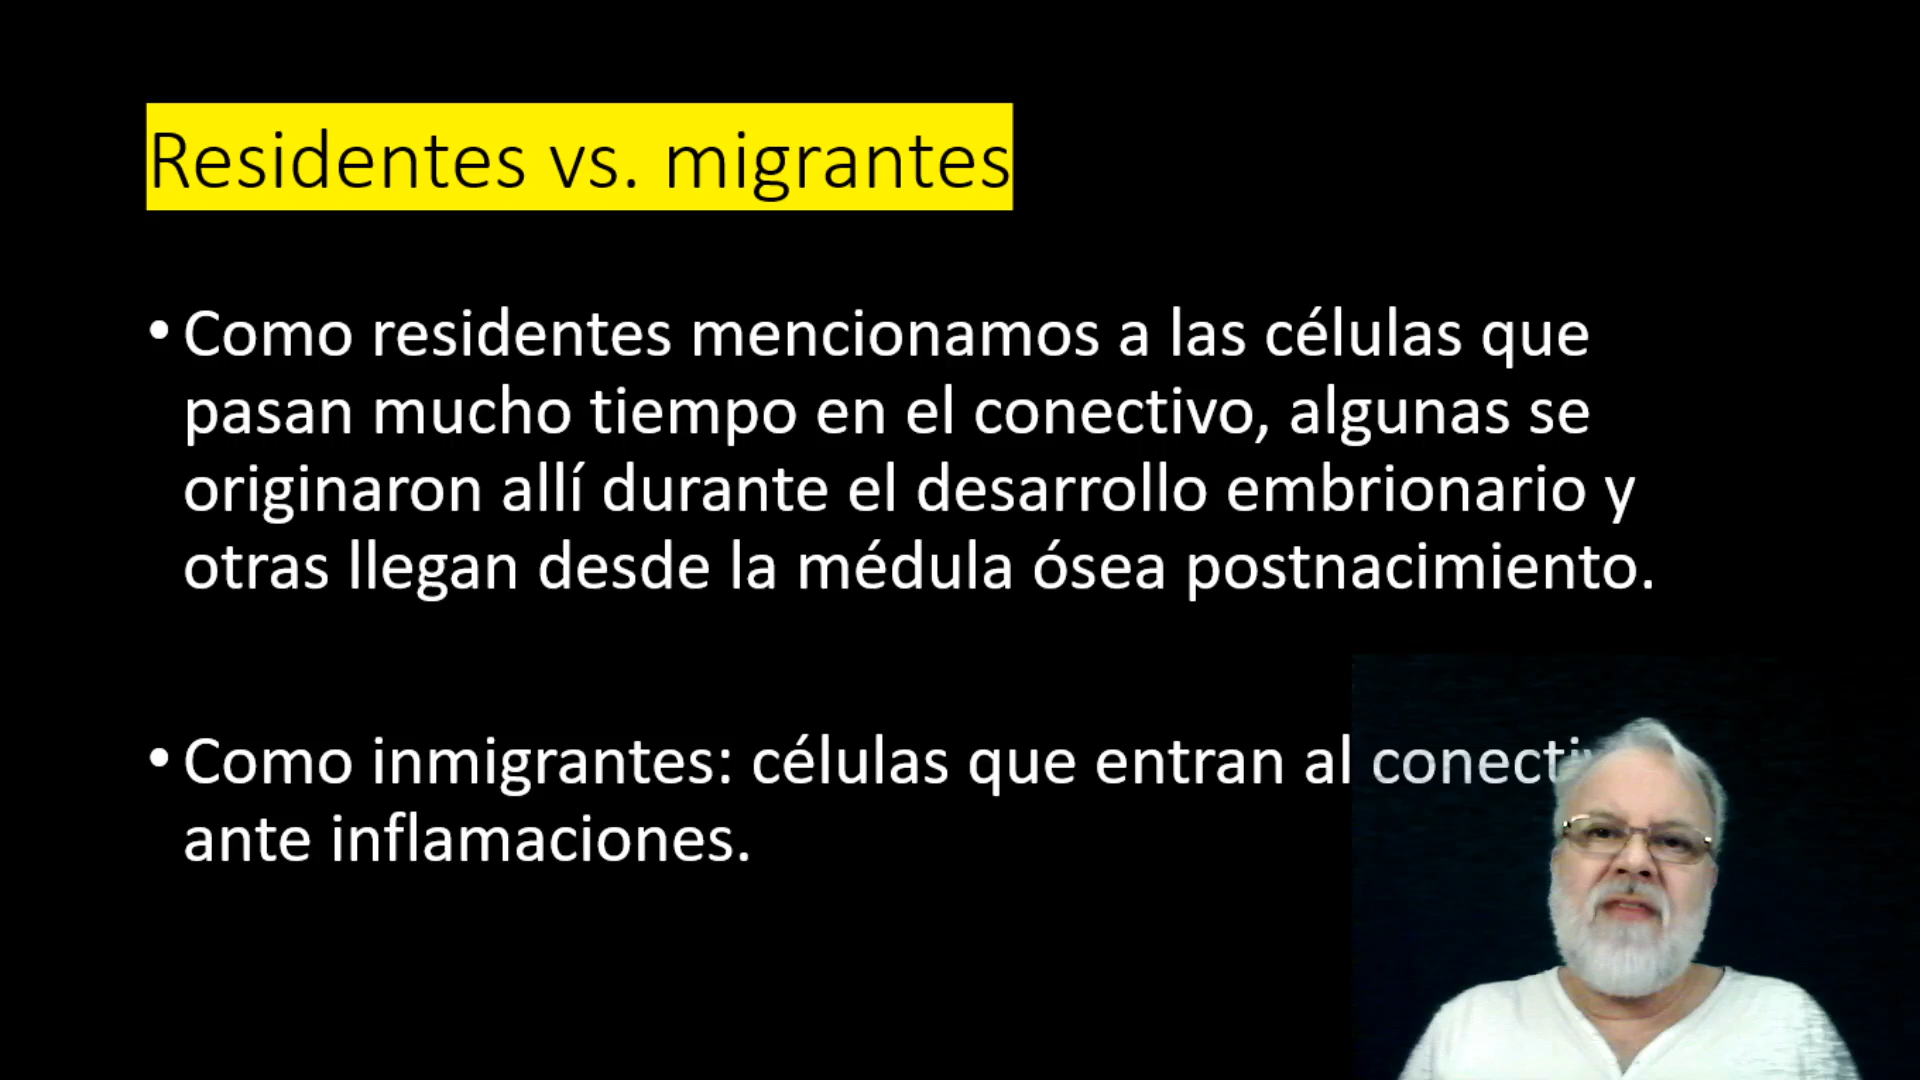 Residentes vs. migrantes
• Como residentes mencionamos a las células que
pasan mucho tiempo en el conectivo, algunas se
originaron allí durante el desarrollo embrionario y
otras llegan desde la médula ósea postnacimiento.
• Como inmigrantes: células que entran al
ante inflamaciones.